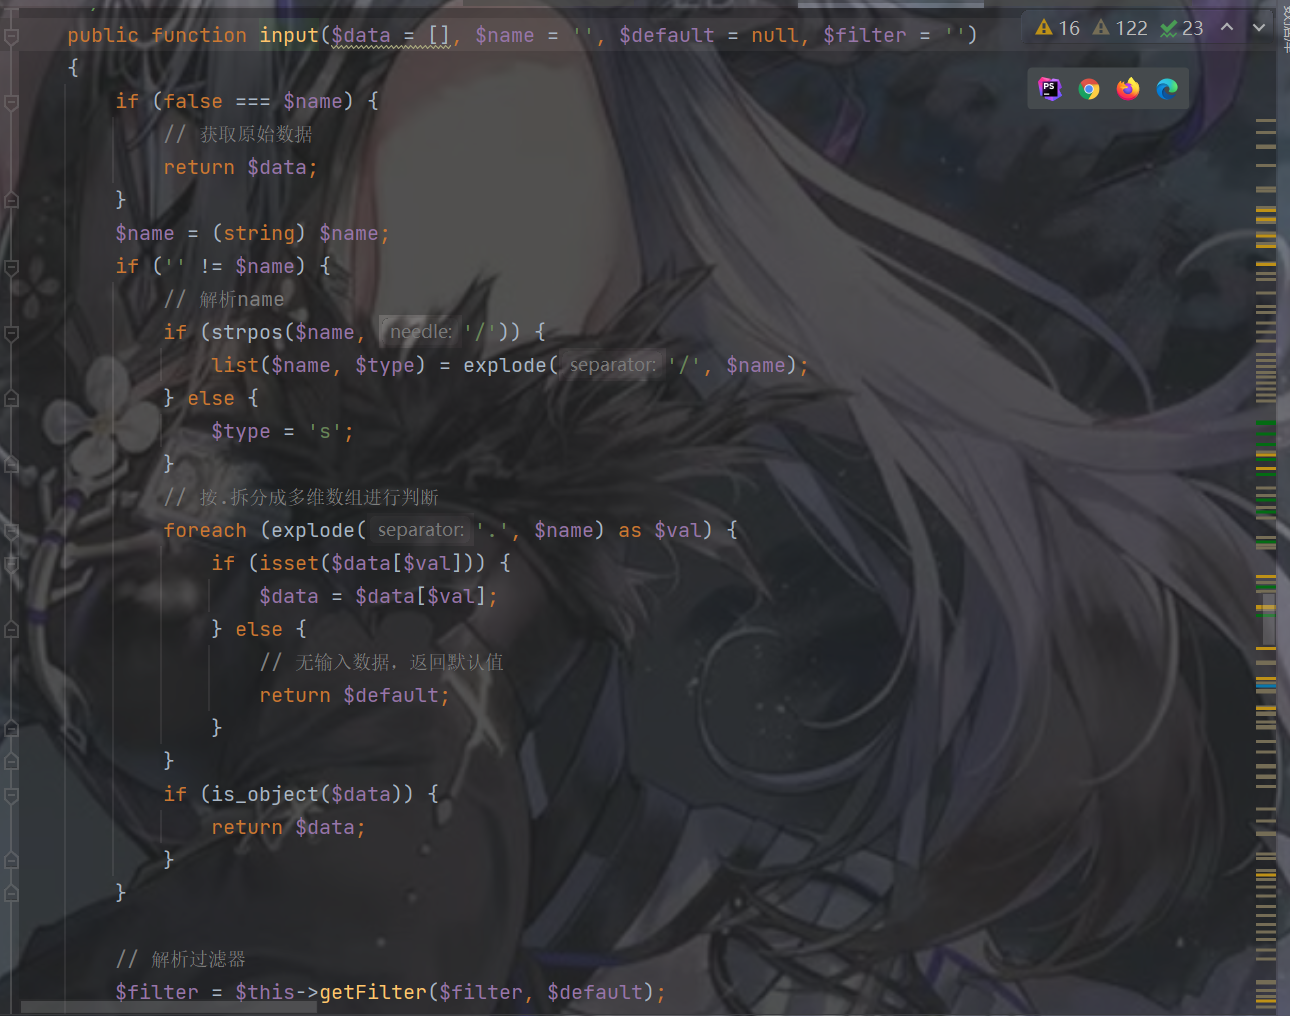 public function input($data = [], $name = '', $default = null, $filter = '')
16 122 23
{
PS
if (false === $name) {
// 获取原始数据
return $data;
}
$name = (string) $name;
if ('' != $name) {
// 解析name
if (strpos($name, needle: '/')) {
list($name, $type) = explode( separator: '/', $name);
} else {
$type = 's';
}
// 按.拆分成多维数组进行判断
foreach (explode( separator: '.', $name) as $val) {
if (isset($data[$val])) {
$data = $data[$val];
} else {
// 无输入数据，返回默认值
return $default;
}
}
if (is_object($data)) {
return $data;
}
}
// 解析过滤器
$filter = $this->getFilter($filter, $default);